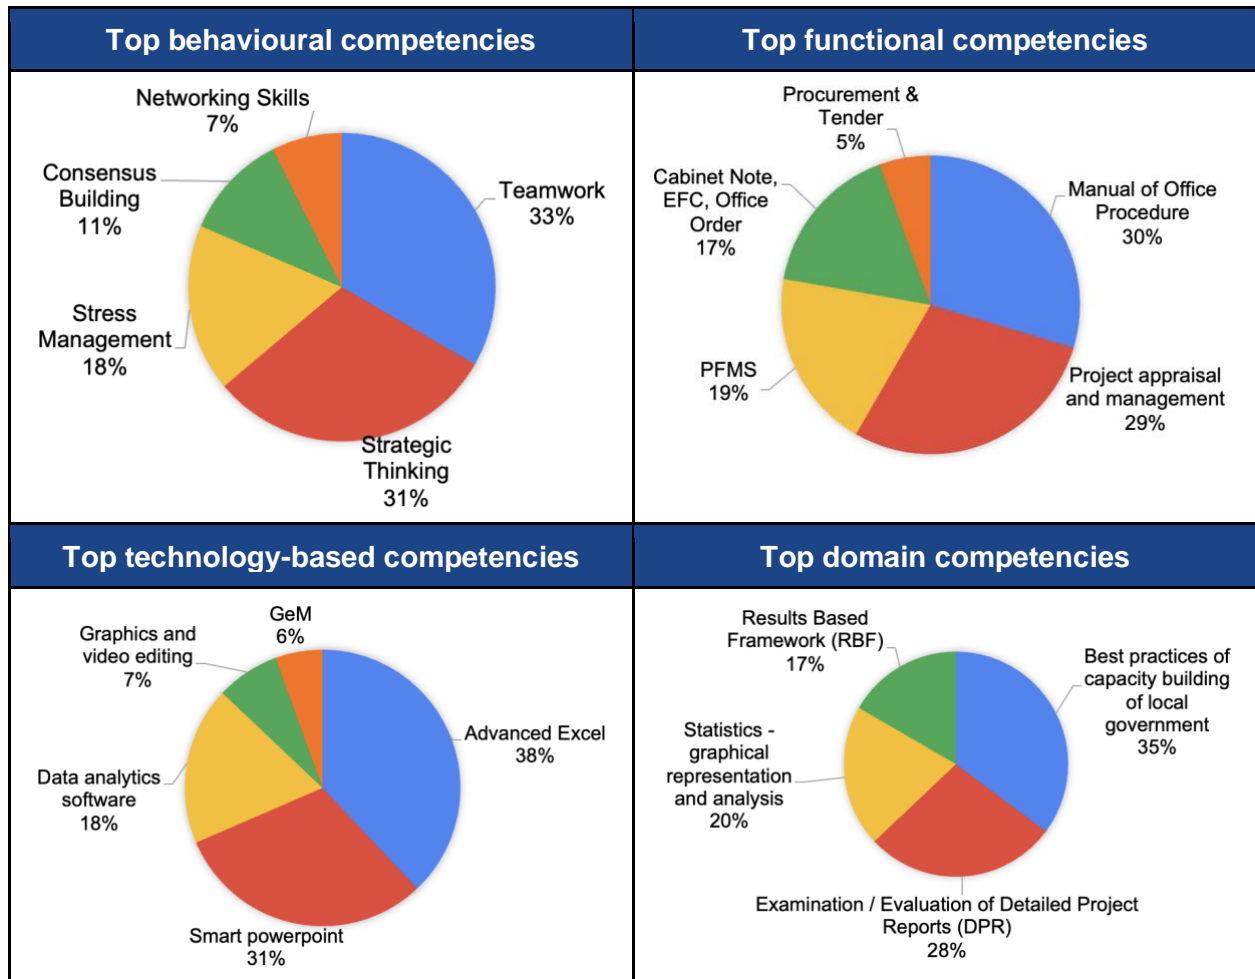 Top behavioural competencies
Top functional competencies
Networking Skills
7%
Consensus
Building
11%
Teamwork
33%
Stress
Management
18%
Strategic
Thinking
31%
Procurement &
Tender
5%
Cabinet Note,
EFC, Office
Order
17%
Manual of Office
Procedure
30%
PFMS
19%
Project appraisal
and management
29%
Top technology-based competencies
Top domain competencies
GeM
6%
Graphics and
video editing
7%
Advanced Excel
38%
Data analytics
software
18%
Smart powerpoint
31%
Results Based
Framework (RBF)
17%
Best practices of
capacity building
of local
government
35%
Statistics -
graphical
representation
and analysis
20%
Examination / Evaluation of Detailed Project
Reports (DPR)
28%